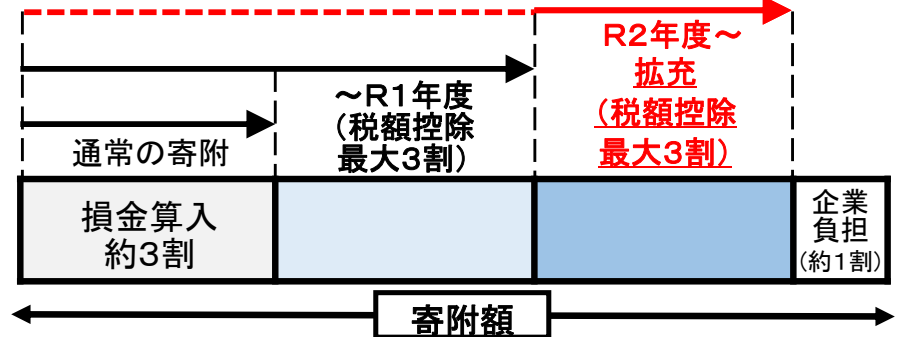 R2年度~
拡充
(税額控除
最大3割)
~R1年度
(税額控除
最大3割)
通常の寄附
損金算入
約3割
企業
負担
(約1割)
寄附額